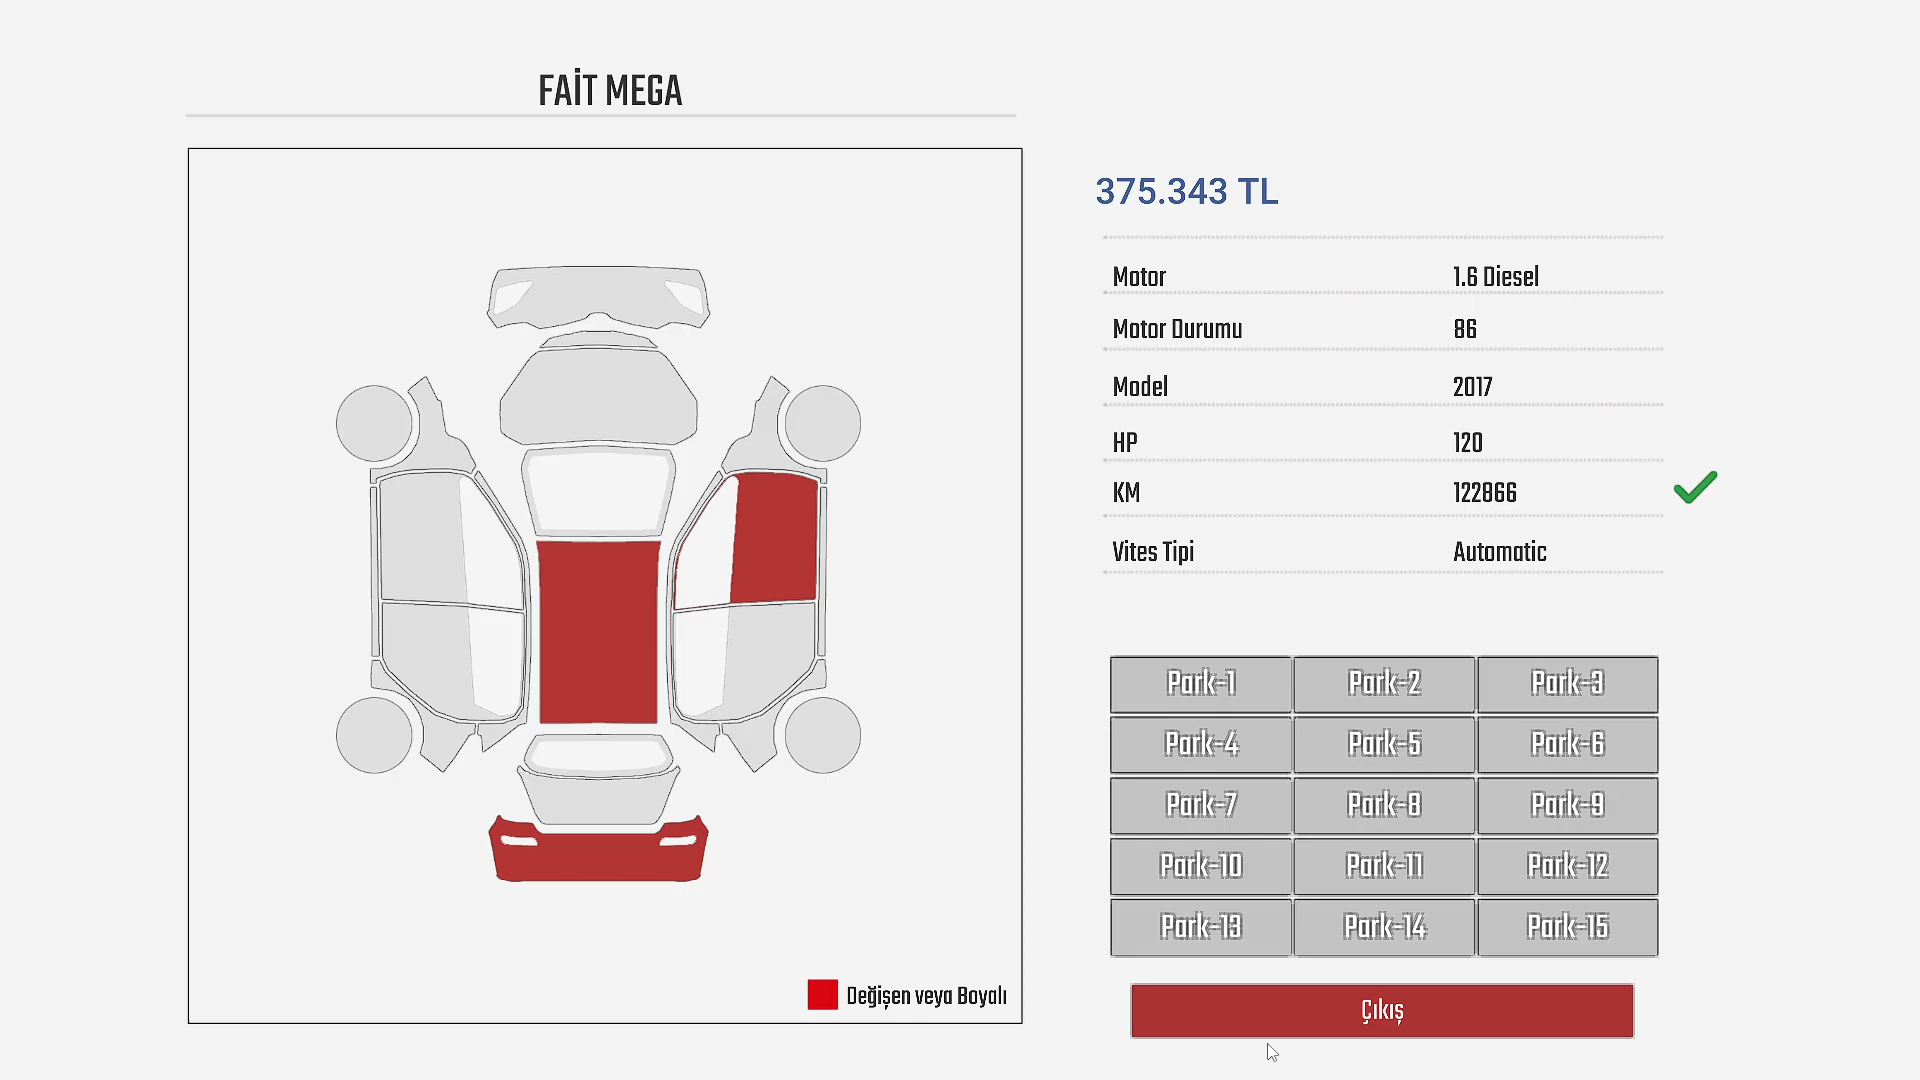 FAİT MEGA
375.343 TL
Motor 1.6 Diesel
Motor Durumu 86
Model 2017
HP 120
KM 122866
Vites Tipi Automatic
Park-1 Park-2 Park-3
Park-4 Park-5 Park-6
Park-7 Park-8 Park-9
Park-10 Park-11 Park-12
Park-13 Park-14 Park-15
Değişen veya Boyalı
Çıkış